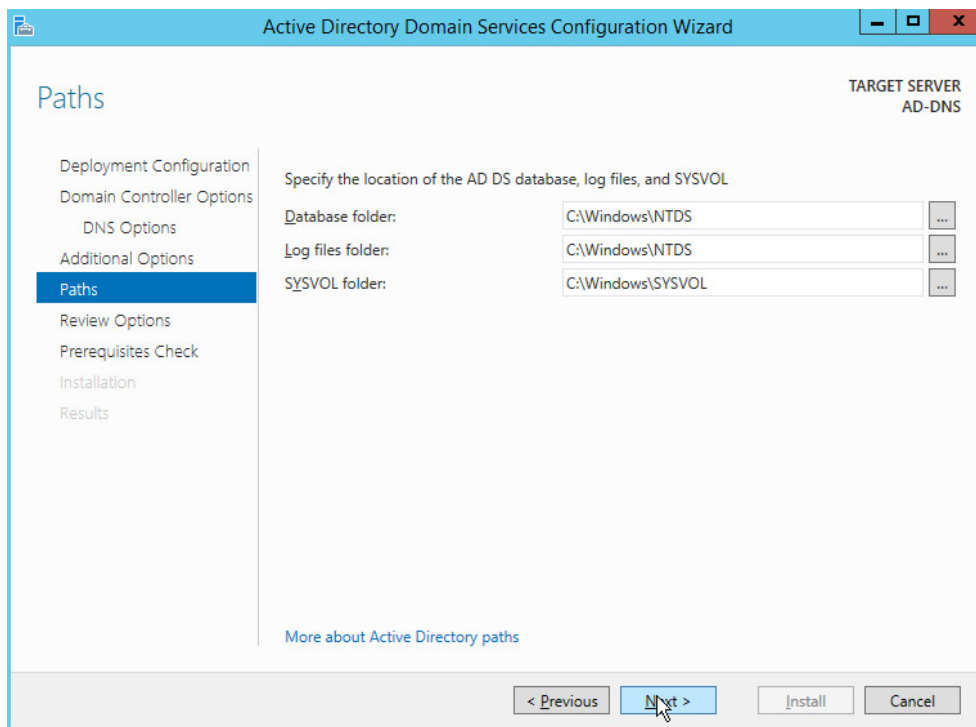 Active Directory Domain Services Configuration Wizard
Paths
TARGET SERVER
AD-DNS
Deployment Configuration
Domain Controller Options
DNS Options
Additional Options
Paths
Review Options
Prerequisites Check
Installation
Results
Specify the location of the AD DS database, log files, and SYSVOL
Database folder: C:\Windows\NTDS ...
Log files folder: C:\Windows\NTDS ...
SYSVOL folder: C:\Windows\SYSVOL ...
More about Active Directory paths
< Previous Next > Install Cancel